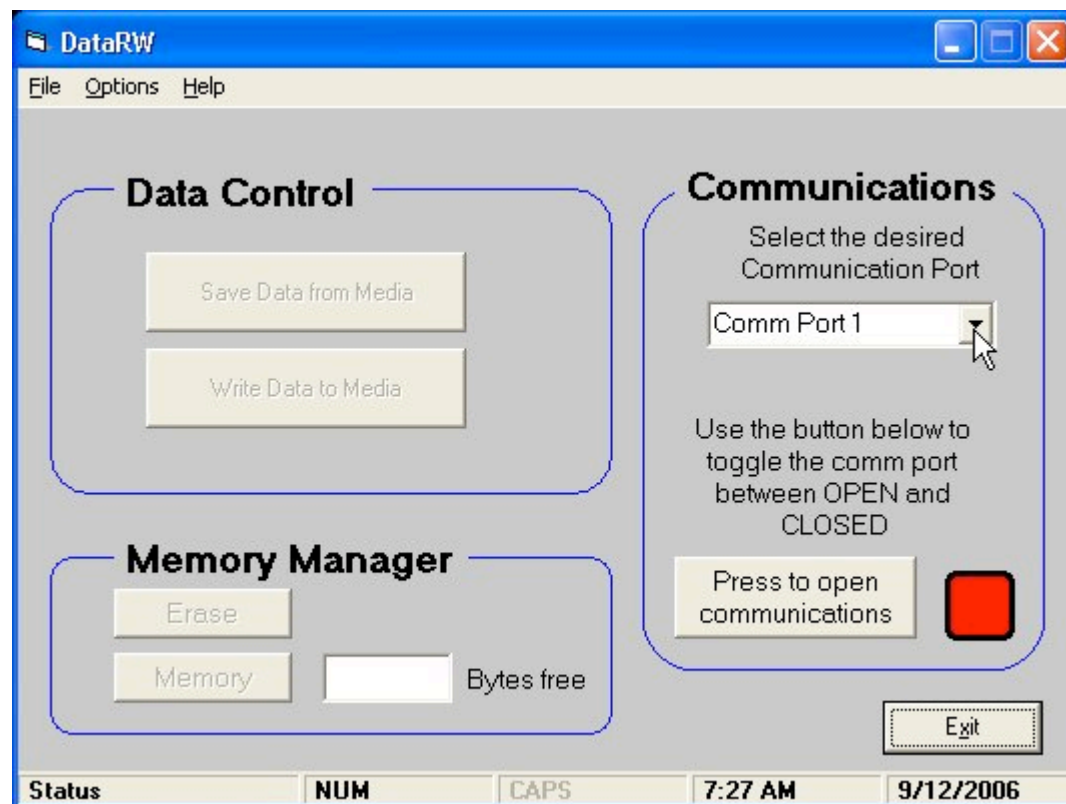 DataRW
File Options Help
Data Control
Save Data from Media
Write Data to Media
Memory Manager
Erase
Memory
Bytes free
Communications
Select the desired
Communication Port
Comm Port 1
Use the button below to
toggle the comm port
between OPEN and
CLOSED
Press to open
communications
Exit
Status NUM CAPS 7:27 AM 9/12/2006